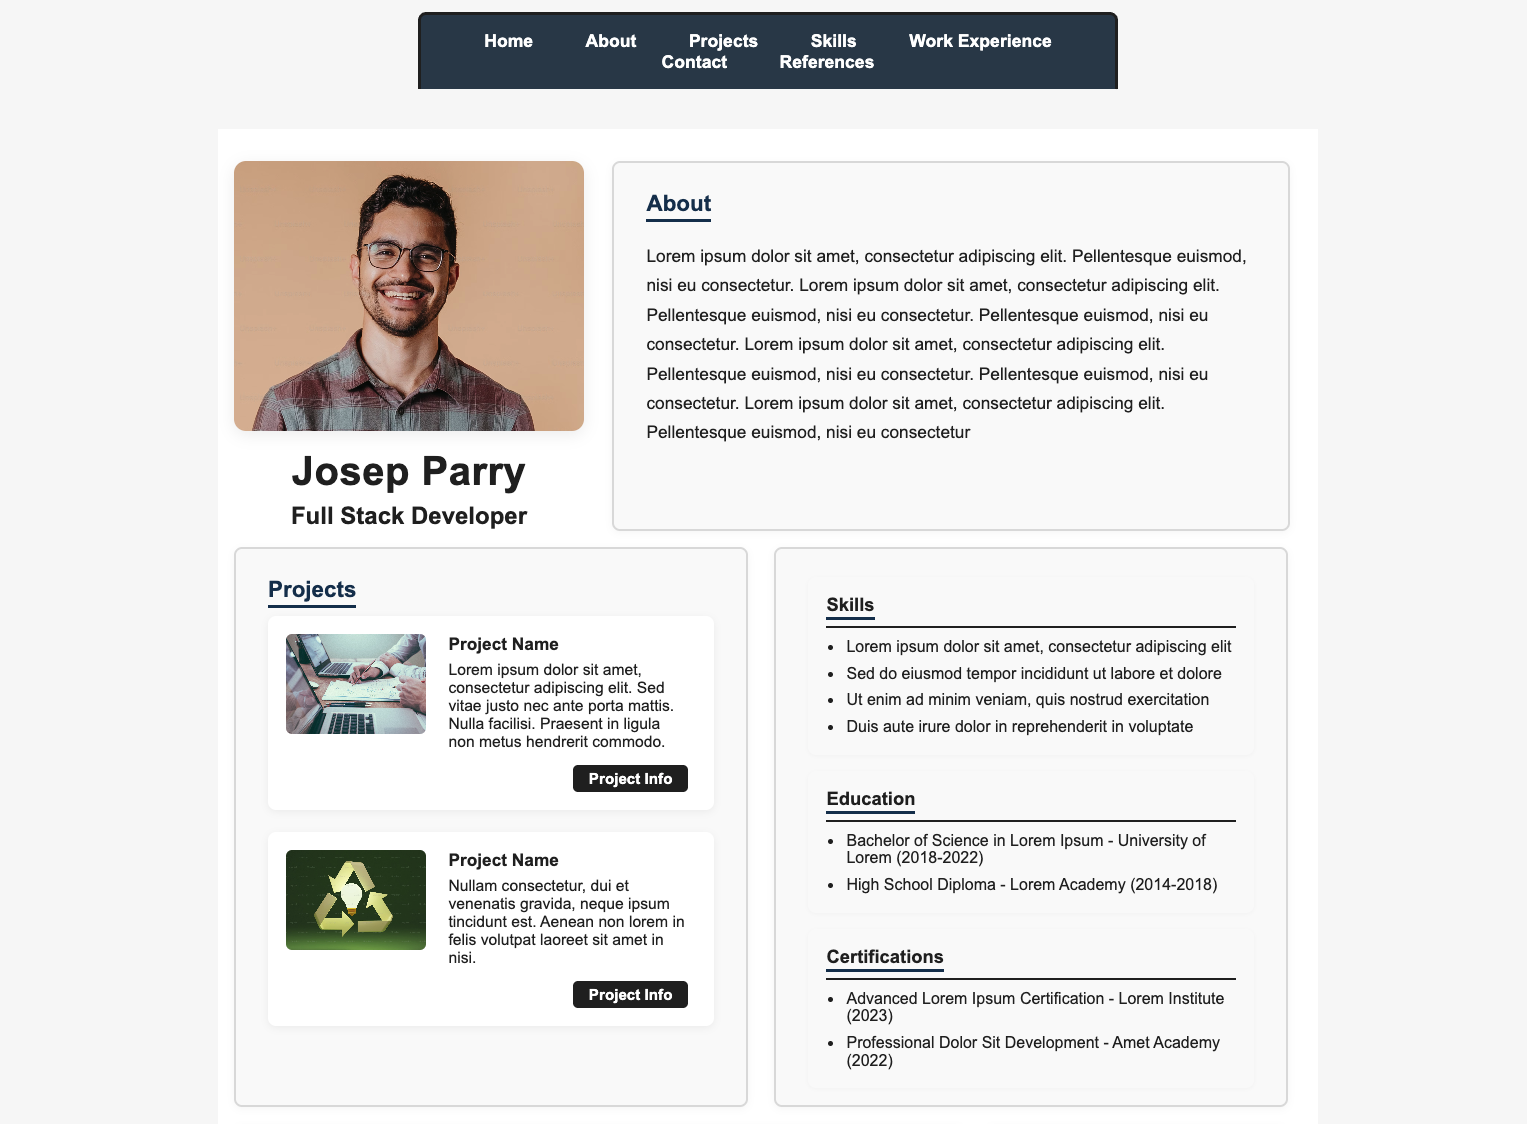 Home About Projects Skills Work Experience
Contact References
About
Lorem ipsum dolor sit amet, consectetur adipiscing elit. Pellentesque euismod,
nisi eu consectetur. Lorem ipsum dolor sit amet, consectetur adipiscing elit.
Pellentesque euismod, nisi eu consectetur. Pellentesque euismod, nisi eu
consectetur. Lorem ipsum dolor sit amet, consectetur adipiscing elit.
Pellentesque euismod, nisi eu consectetur. Pellentesque euismod, nisi eu
consectetur. Lorem ipsum dolor sit amet, consectetur adipiscing elit.
Pellentesque euismod, nisi eu consectetur
Josep Parry
Full Stack Developer
Projects
Project Name
Lorem ipsum dolor sit amet,
consectetur adipiscing elit. Sed
vitae justo nec ante porta mattis.
Nulla facilisi. Praesent in ligula
non metus hendrerit commodo.
Project Info
Project Name
Nullam consectetur, dui et
venenatis gravida, neque ipsum
tincidunt est. Aenean non lorem in
felis volutpat laoreet sit amet in
nisi.
Project Info
Skills
• Lorem ipsum dolor sit amet, consectetur adipiscing elit
• Sed do eiusmod tempor incididunt ut labore et dolore
• Ut enim ad minim veniam, quis nostrud exercitation
• Duis aute irure dolor in reprehenderit in voluptate
Education
• Bachelor of Science in Lorem Ipsum - University of
Lorem (2018-2022)
• High School Diploma - Lorem Academy (2014-2018)
Certifications
• Advanced Lorem Ipsum Certification - Lorem Institute
(2023)
• Professional Dolor Sit Development - Amet Academy
(2022)